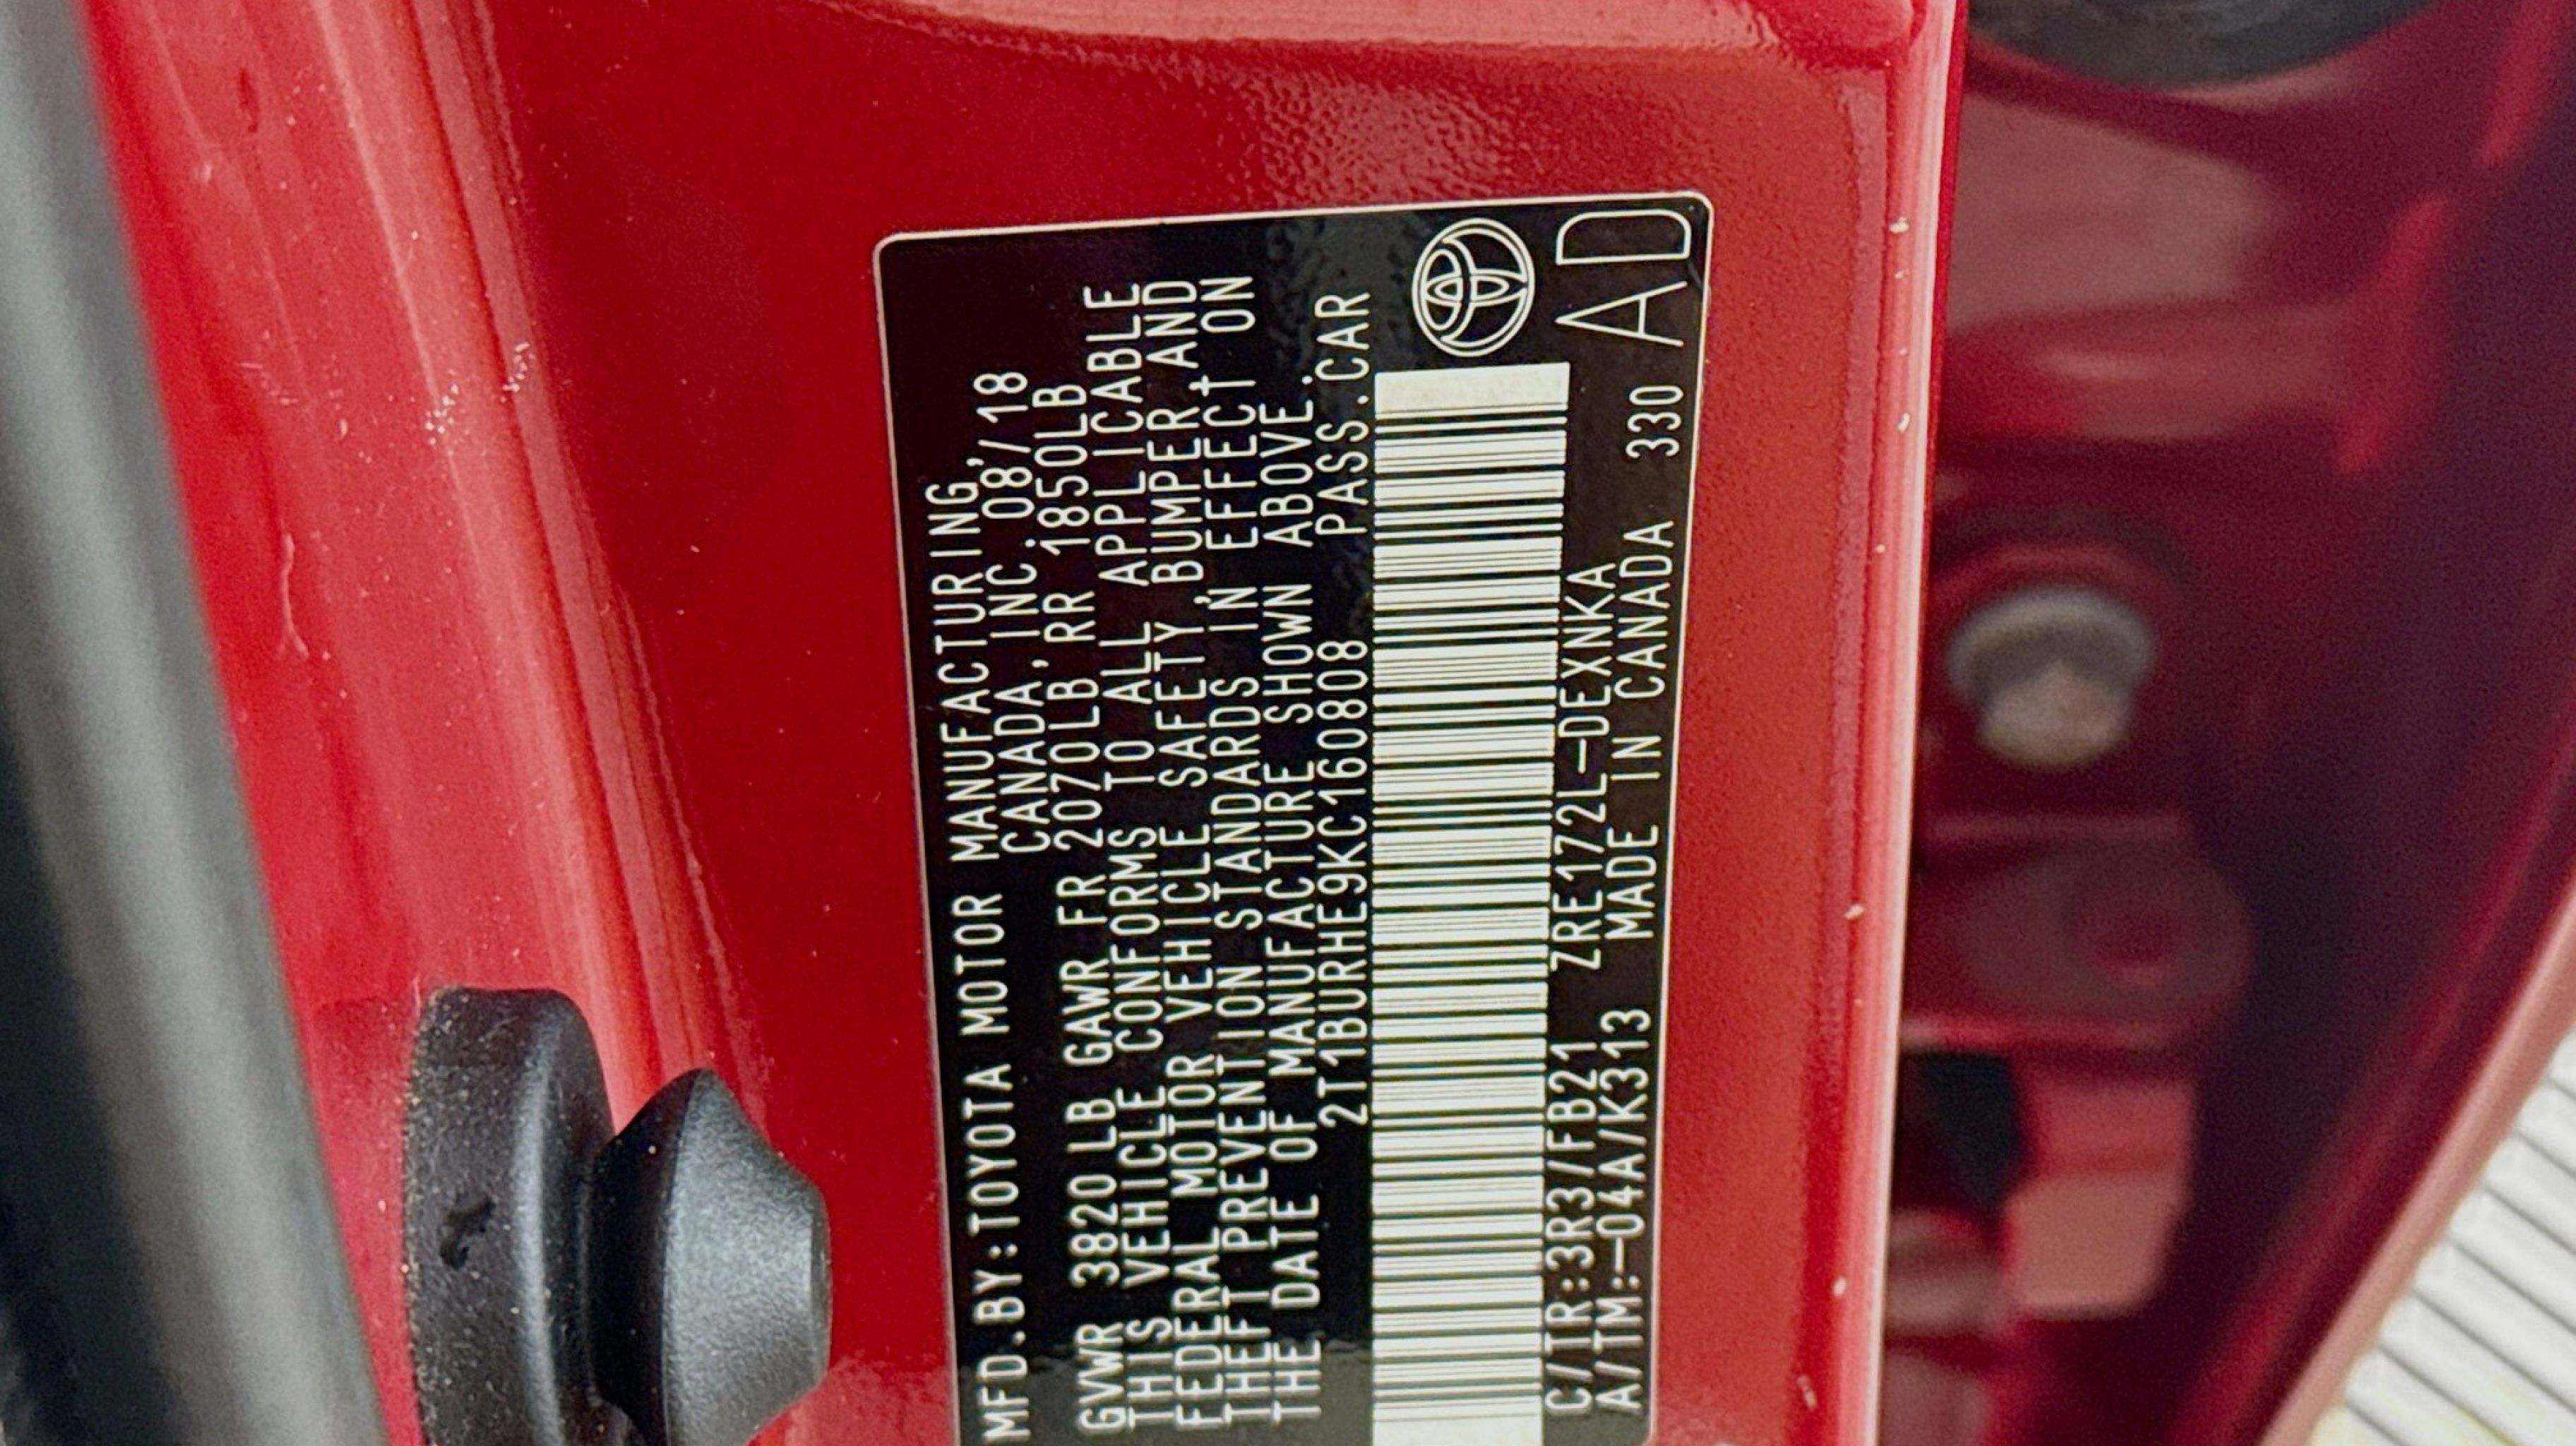 MFD.BY:TOYOTA MOTOR MANUFACTURING,
CANADA, INC. 08/18
GVWR 3820LB GAWR FR 2070LB, RR 1850LB
THIS VEHICLE CONFORMS TO ALL APPLICABLE
FEDERAL MOTOR VEHICLE SAFETY, BUMPER AND
THEFT PREVENTION STANDARDS IN EFFECT ON
THE DATE OF MANUFACTURE SHOWN ABOVE.
2T1BURHE9KC160808 PASS.CAR
C/TR:3R3/FB21 ZRE172L-DEXNKA
A/TM:-04A/K313 MADE IN CANADA 330 AD